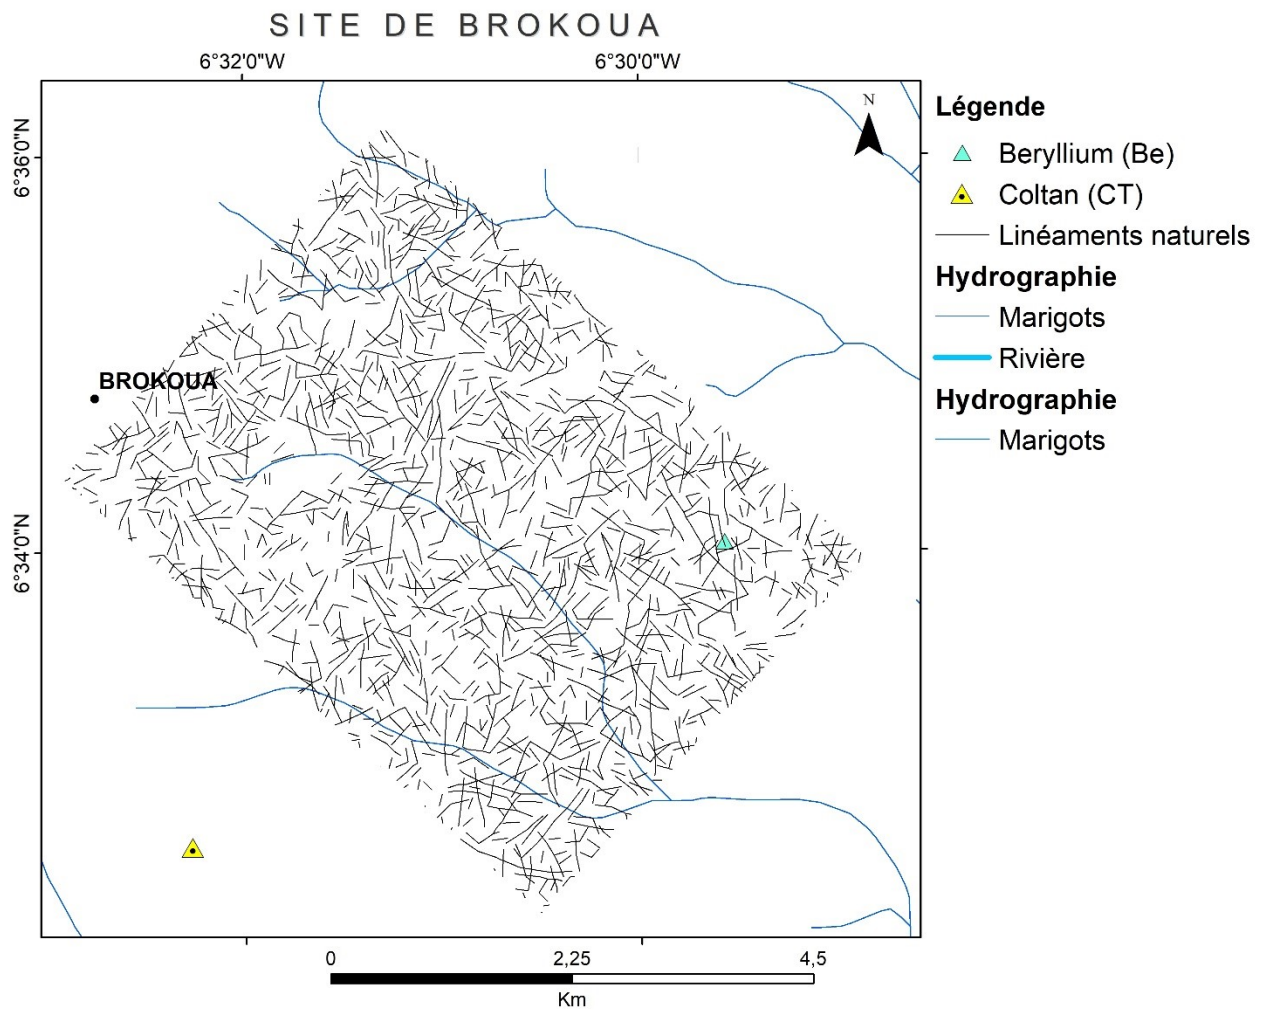 SITE DE BROKOUA
6°32'0"W 6°30'0"W
6°36'0"N
6°34'0"N
N
BROKOUA
Légende
Beryllium (Be)
Coltan (CT)
Linéaments naturels
Hydrographie
Marigots
Rivière
Hydrographie
Marigots
0 2,25 4,5
Km